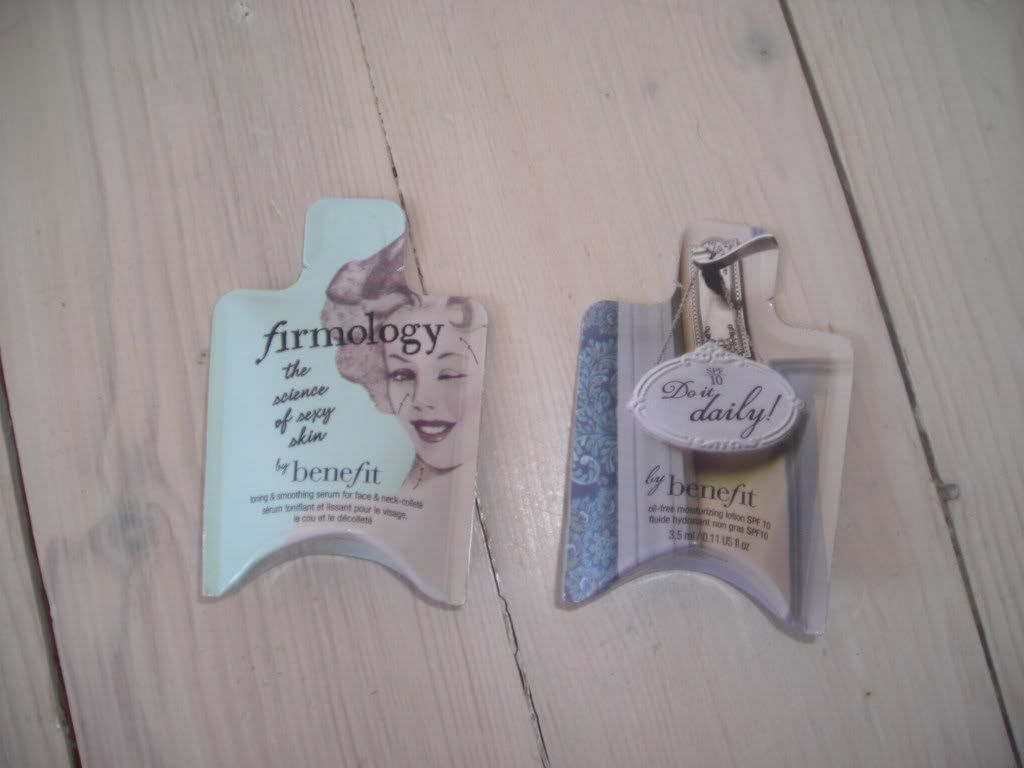 firmology
the
science
of sexy
skin
by benefit
toning & smoothing serum for face & neck-colleté
sérum tonifiant et lissant pour le visage,
le cou et le décolleté
SPF
10
Do it
daily!
by benefit
oil-free moisturizing lotion SPF 10
fluide hydratant non gras SPF10
3,5 ml / 0.11 US fl oz